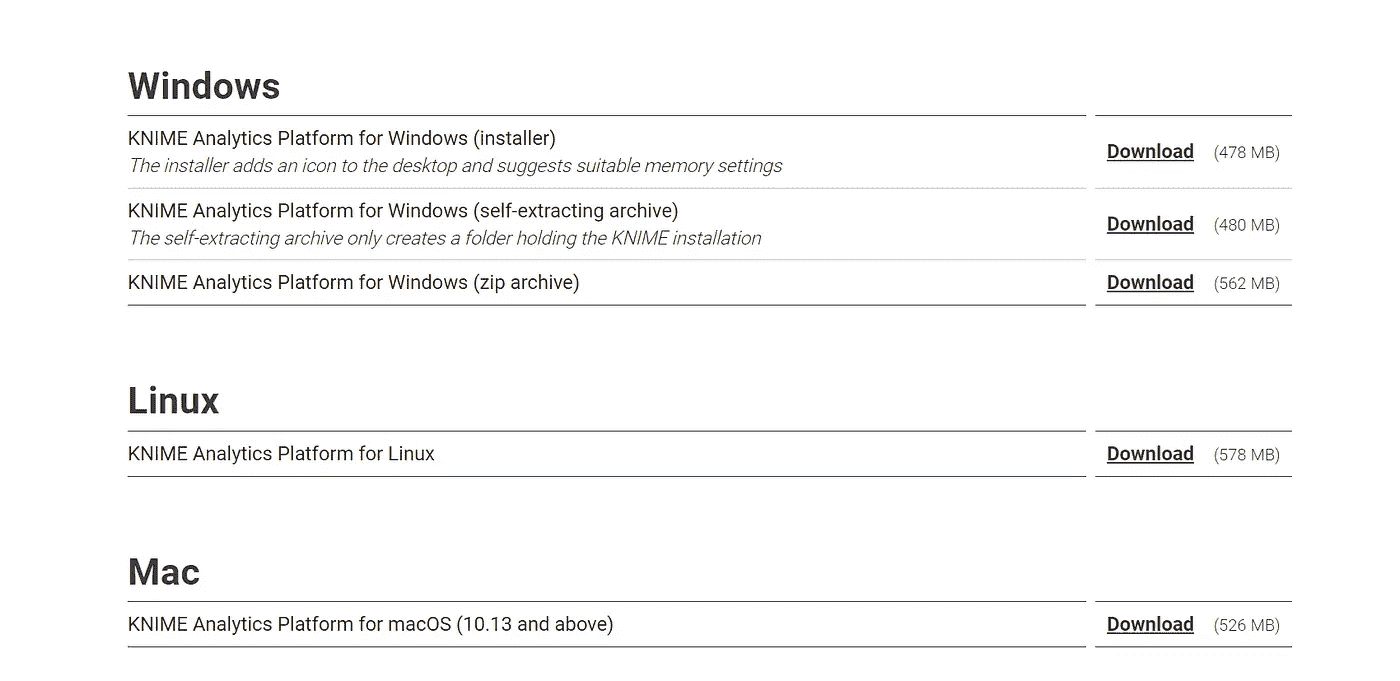 Windows
KNIME Analytics Platform for Windows (installer)
The installer adds an icon to the desktop and suggests suitable memory settings
Download (478 MB)
KNIME Analytics Platform for Windows (self-extracting archive)
The self-extracting archive only creates a folder holding the KNIME installation
Download (480 MB)
KNIME Analytics Platform for Windows (zip archive) Download (562 MB)
Linux
KNIME Analytics Platform for Linux Download (578 MB)
Mac
KNIME Analytics Platform for macOS (10.13 and above) Download (526 MB)